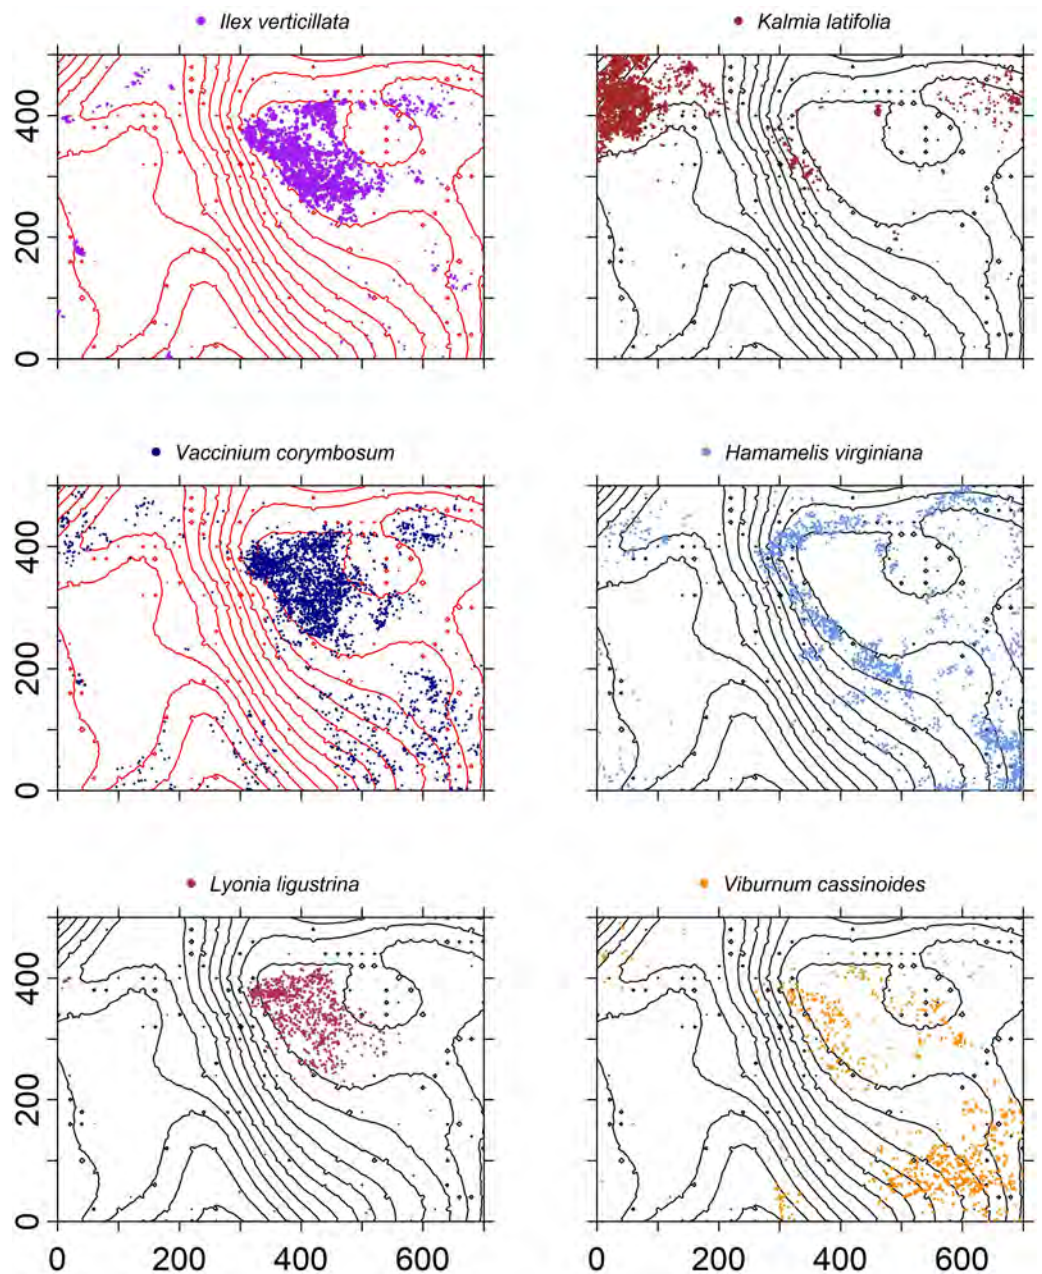 Ilex verticillata
Kalmia latifolia
400
200
0
Vaccinium corymbosum
Hamamelis virginiana
400
200
0
Lyonia ligustrina
Viburnum cassinoides
400
200
0
0 200 400 600
0 200 400 600